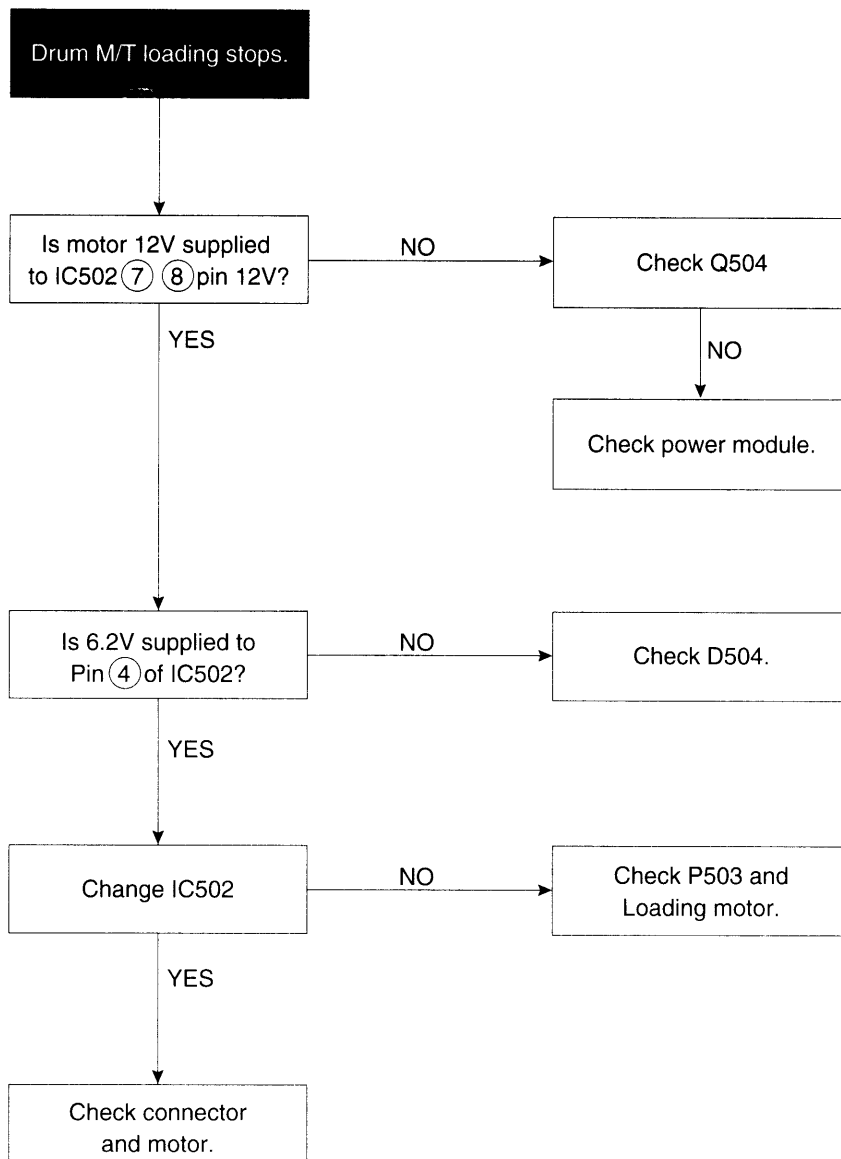 Drum M/T loading stops.
Is motor 12V supplied
to IC502 ⑦ ⑧ pin 12V?
NO
Check Q504
YES
NO
Check power module.
Is 6.2V supplied to
Pin ④ of IC502?
NO
Check D504.
YES
Change IC502
NO
Check P503 and
Loading motor.
YES
Check connector
and motor.